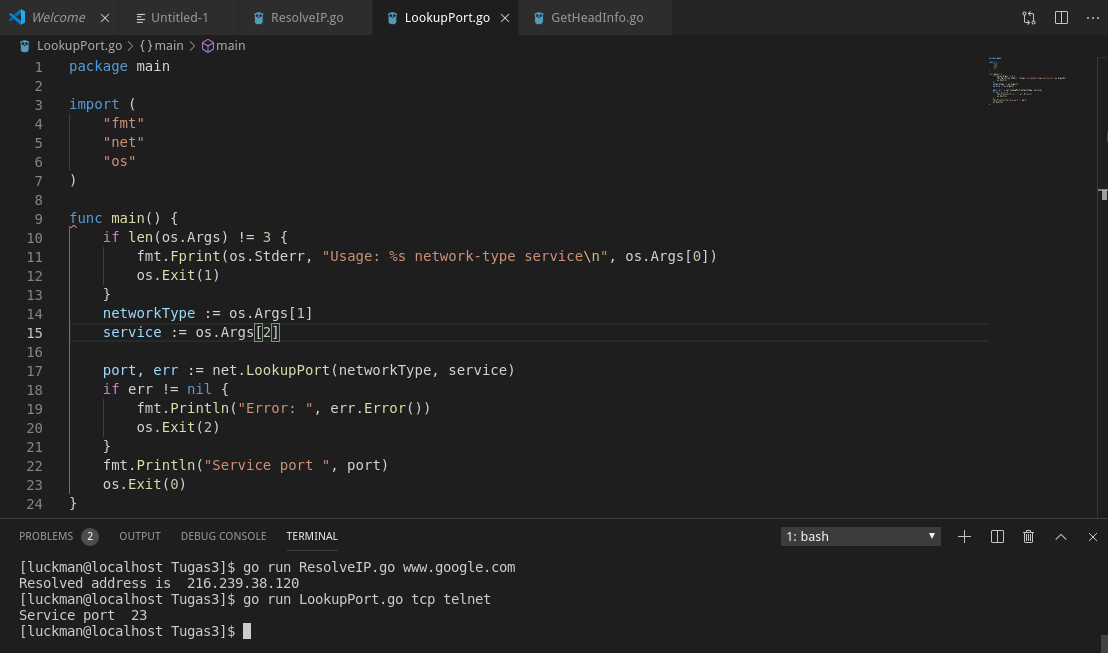 Welcome
Untitled-1
ResolveIP.go
LookupPort.go
GetHeadInfo.go
LookupPort.go > {} main > main
1 package main
2
3 import (
4     "fmt"
5     "net"
6     "os"
7 )
8
9 func main() {
10     if len(os.Args) != 3 {
11         fmt.Fprint(os.Stderr, "Usage: %s network-type service\n", os.Args[0])
12         os.Exit(1)
13     }
14     networkType := os.Args[1]
15     service := os.Args[2]
16
17     port, err := net.LookupPort(networkType, service)
18     if err != nil {
19         fmt.Println("Error: ", err.Error())
20         os.Exit(2)
21     }
22     fmt.Println("Service port ", port)
23     os.Exit(0)
24 }
PROBLEMS 2 OUTPUT DEBUG CONSOLE TERMINAL 1: bash
[luckman@localhost Tugas3]$ go run ResolveIP.go www.google.com
Resolved address is  216.239.38.120
[luckman@localhost Tugas3]$ go run LookupPort.go tcp telnet
Service port  23
[luckman@localhost Tugas3]$